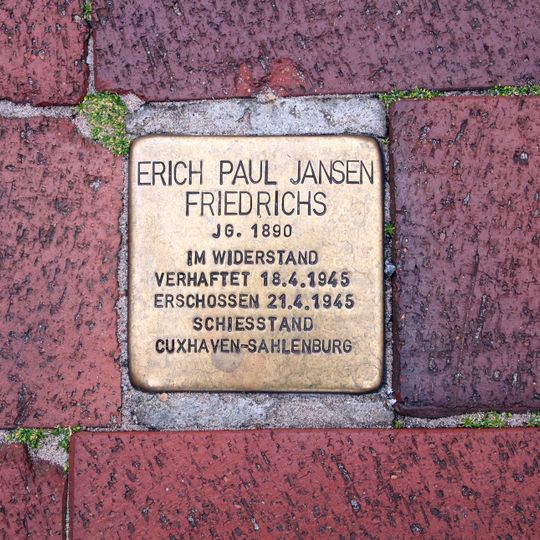 ERICH PAUL JANSEN
FRIEDRICHS
JG. 1890
IM WIDERSTAND
VERHAFTET 18.4.1945
ERSCHOSSEN 21.4.1945
SCHIESSTAND
CUXHAVEN-SAHLENBURG